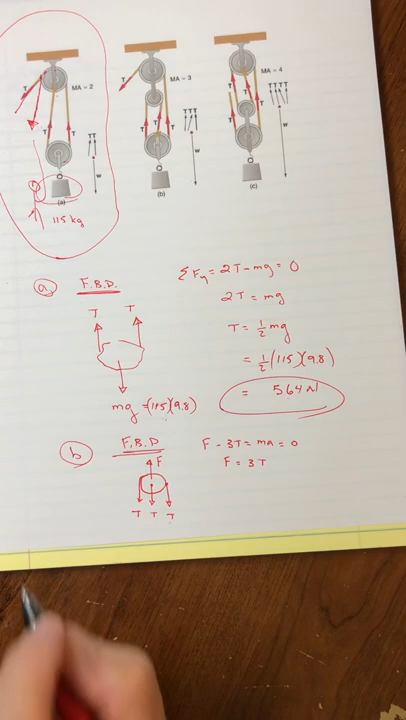 MA = 2
MA = 3
MA = 4
T
T
T
T T
w
(a)
T
T
T
T
T T T
w
(b)
T
T
T
T
T T T T
w
(c)
115 kg
(a) F.B.D.
T T
mg =(115)(9.8)
ΣFy = 2T - mg = 0
2T = mg
T = 1/2 mg
= 1/2 (115)(9.8)
= 564 N
(b) F.B.D
F
T T T
F - 3T = ma = 0
F = 3T